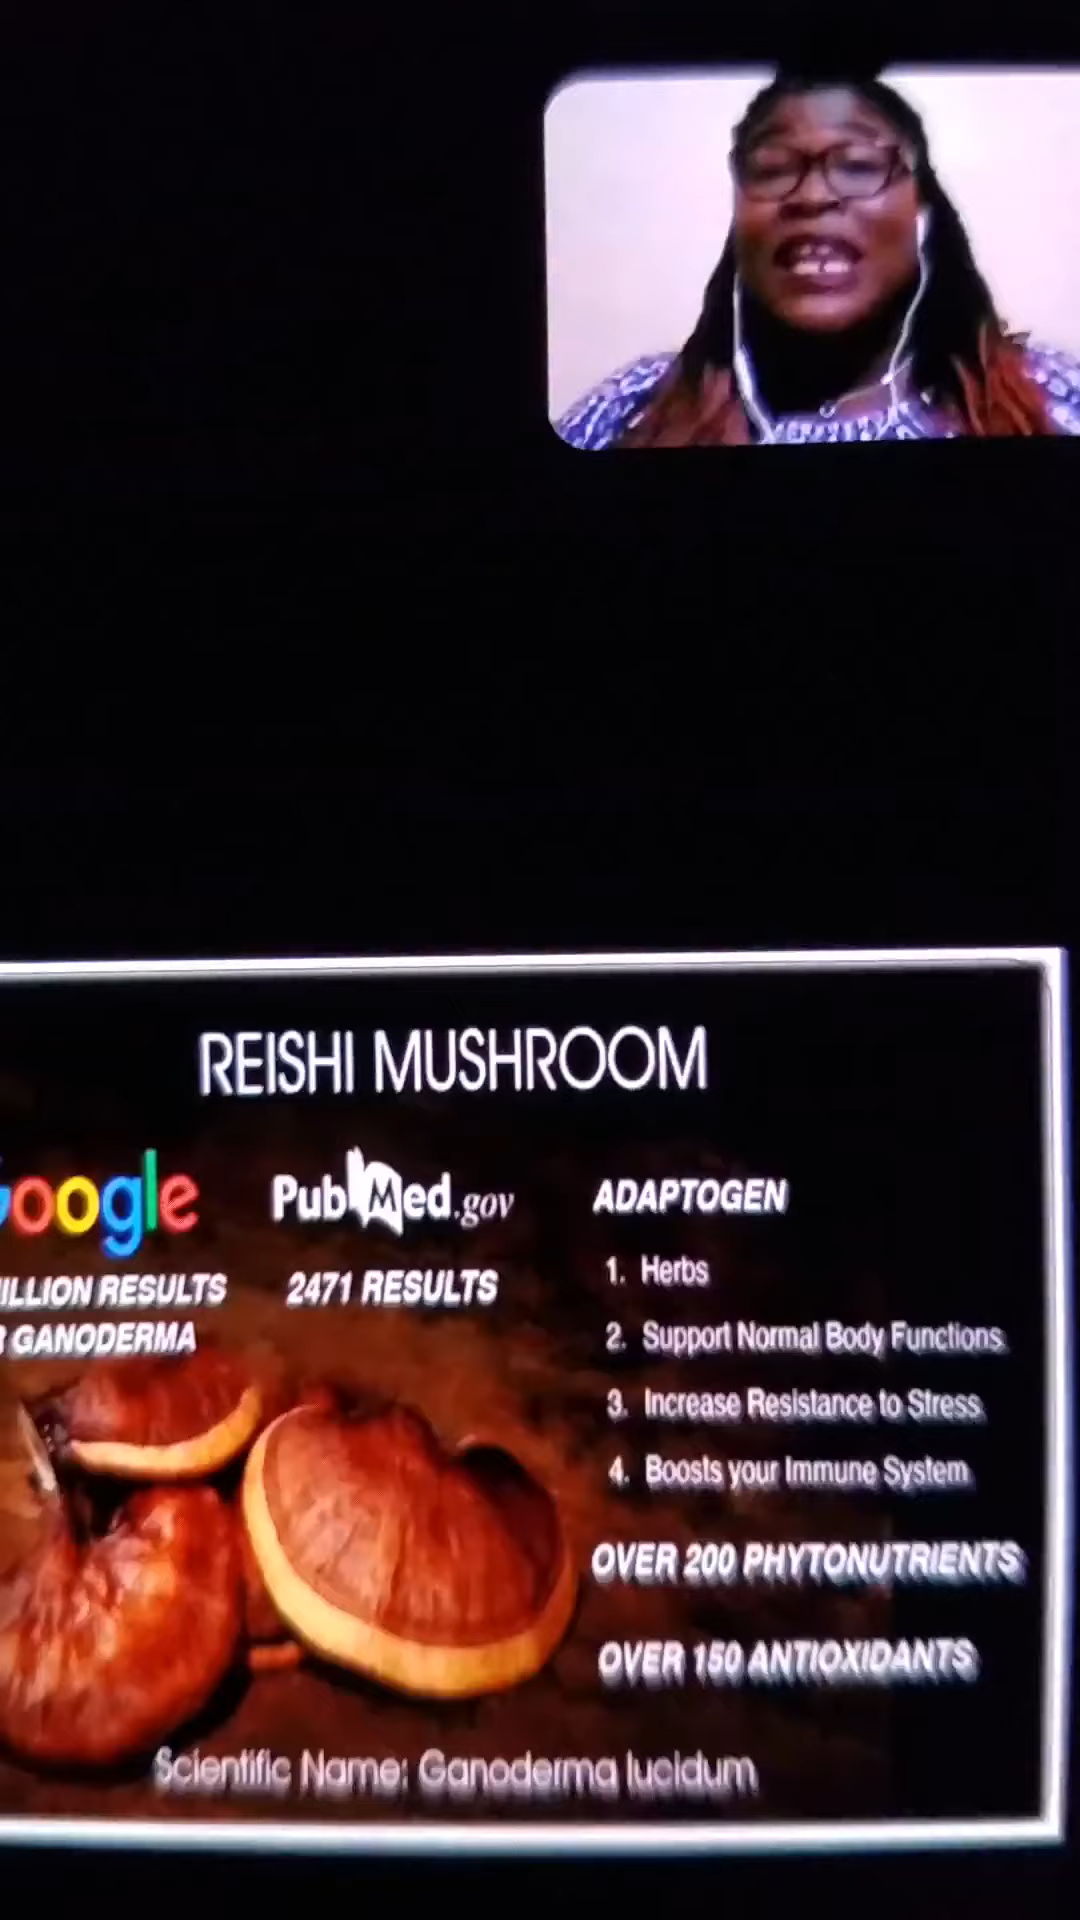 REISHI MUSHROOM
Google
ILLION RESULTS
GANODERMA
PubMed.gov
2471 RESULTS
ADAPTOGEN
1. Herbs
2. Support Normal Body Functions
3. Increase Resistance to Stress
4. Boosts your Immune System
OVER 200 PHYTONUTRIENTS
OVER 150 ANTIOXIDANTS
Scientific Name: Ganoderma lucidum